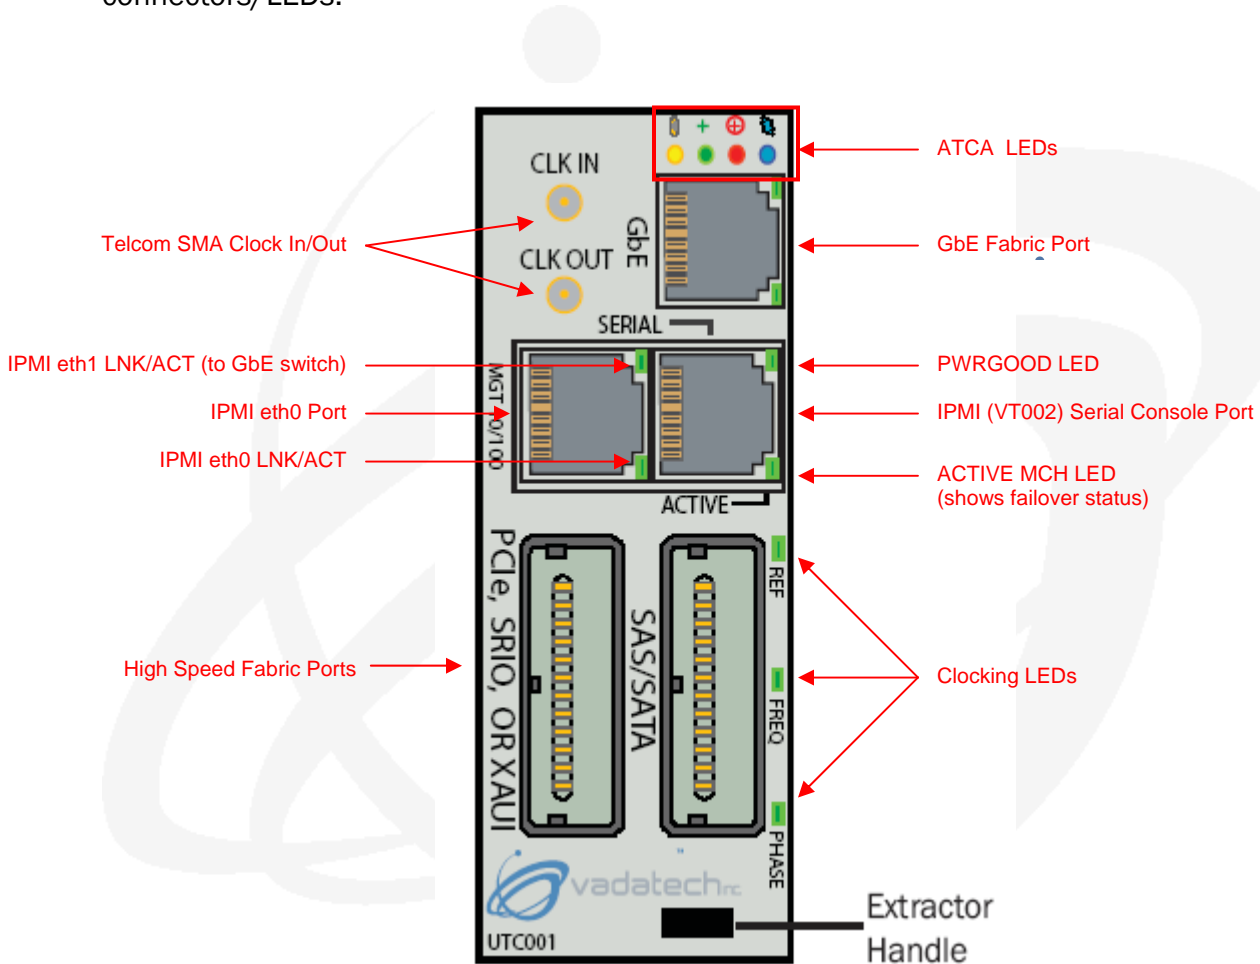 connectors/LEDs.
ATCA  LEDs
CLK IN
GbE
Telcom SMA Clock In/Out
GbE Fabric Port
CLK OUT
SERIAL
IPMI eth1 LNK/ACT (to GbE switch)
PWRGOOD LED
MGT 10/100
IPMI eth0 Port
IPMI (VT002) Serial Console Port
IPMI eth0 LNK/ACT
ACTIVE MCH LED
(shows failover status)
ACTIVE
PCIe, SRIO, OR XAUI
SAS/SATA
REF
High Speed Fabric Ports
Clocking LEDs
FREQ
PHASE
vadatech
UTC001
Extractor
Handle